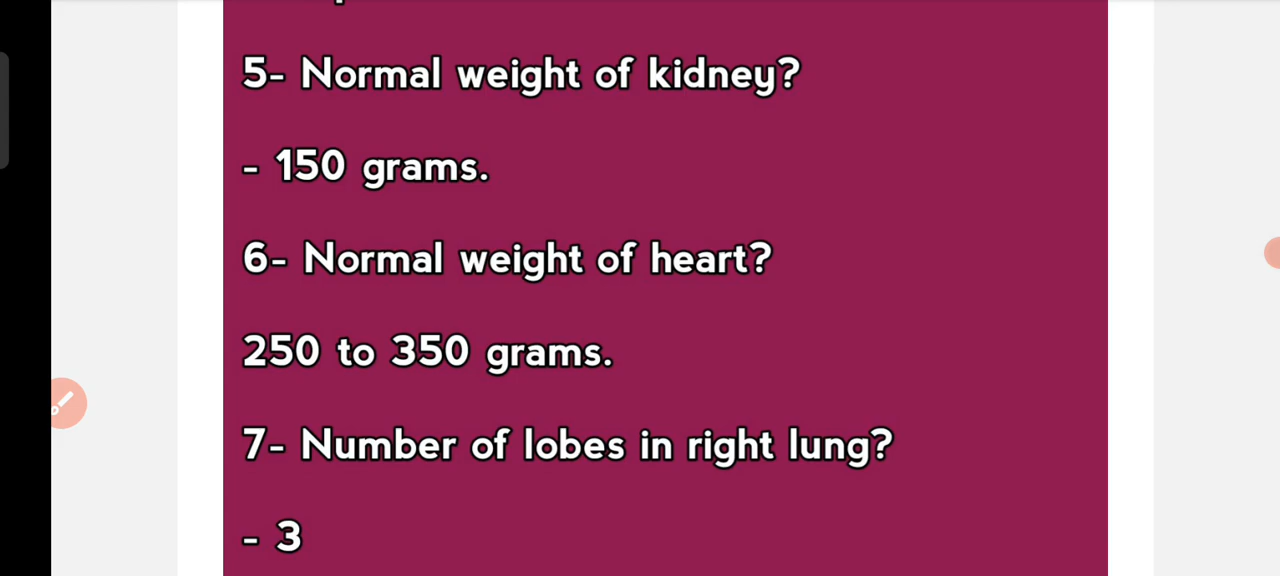 5- Normal weight of kidney?
- 150 grams.
6- Normal weight of heart?
250 to 350 grams.
7- Number of lobes in right lung?
- 3